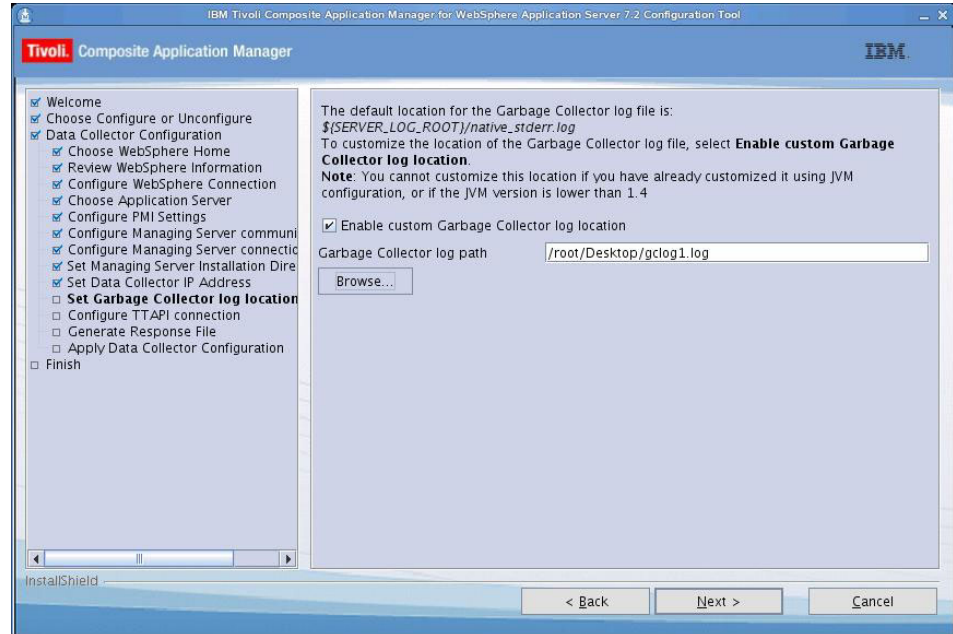 IBM Tivoli Composite Application Manager for WebSphere Application Server 7.2 Configuration Tool
Tivoli. Composite Application Manager
IBM.
Welcome
Choose Configure or Unconfigure
Data Collector Configuration
Choose WebSphere Home
Review WebSphere Information
Configure WebSphere Connection
Choose Application Server
Configure PMI Settings
Configure Managing Server communi
Configure Managing Server connectio
Set Managing Server Installation Dire
Set Data Collector IP Address
Set Garbage Collector log location
Configure TTAPI connection
Generate Response File
Apply Data Collector Configuration
Finish
The default location for the Garbage Collector log file is:
${SERVER_LOG_ROOT}/native_stderr.log
To customize the location of the Garbage Collector log file, select Enable custom Garbage
Collector log location.
Note: You cannot customize this location if you have already customized it using JVM
configuration, or if the JVM version is lower than 1.4
Enable custom Garbage Collector log location
Garbage Collector log path /root/Desktop/gclog1.log
Browse...
InstallShield
< Back Next > Cancel